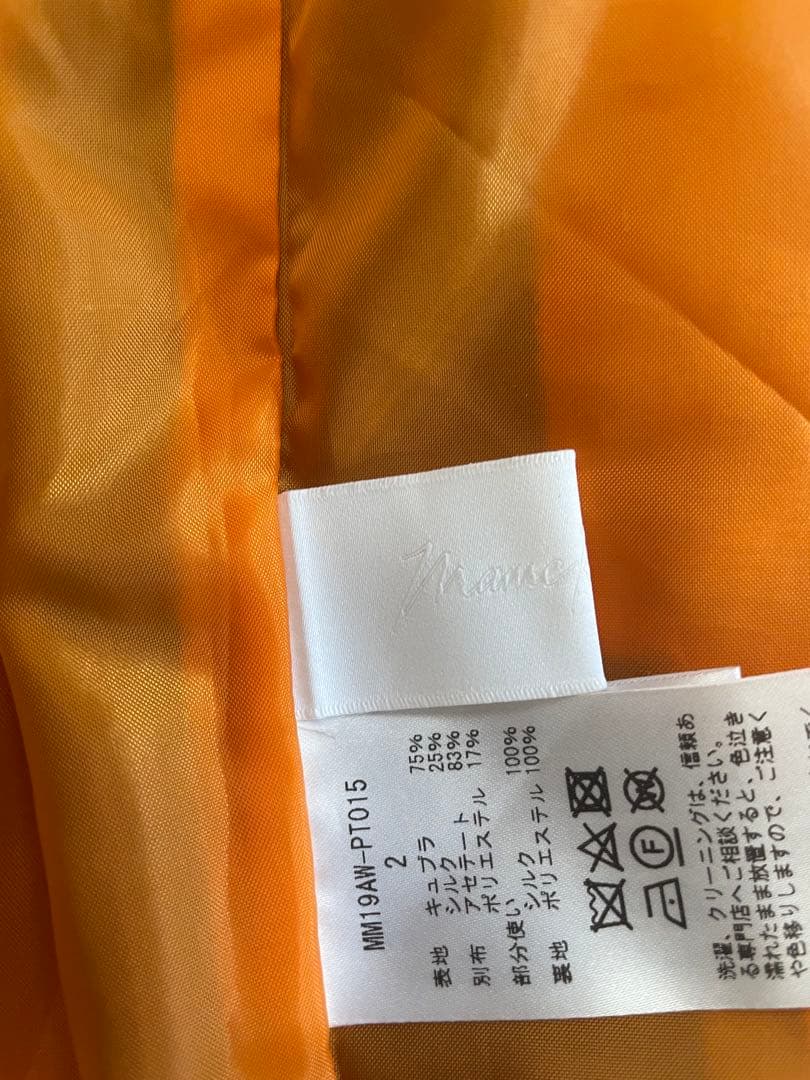 mame
MM19AW-PT015
2
表地 キュプラ 75%
シルク 25%
別布 アセテート 83%
ポリエステル 17%
部分使い
シルク 100%
裏地 ポリエステル 100%
F
洗濯、クリーニングは、信頼あ
る専門店へご相談ください。
濡れたまま放置すると、色泣き
や色移りしますので、ご注意く